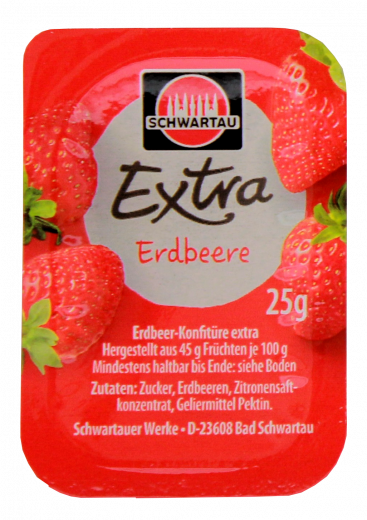 SCHWARTAU
Extra
Erdbeere
25g
Erdbeer-Konfitüre extra
Hergestellt aus 45 g Früchten je 100 g
Mindestens haltbar bis Ende: siehe Boden
Zutaten: Zucker, Erdbeeren, Zitronensaft-
konzentrat, Geliermittel Pektin.
Schwartauer Werke • D-23608 Bad Schwartau